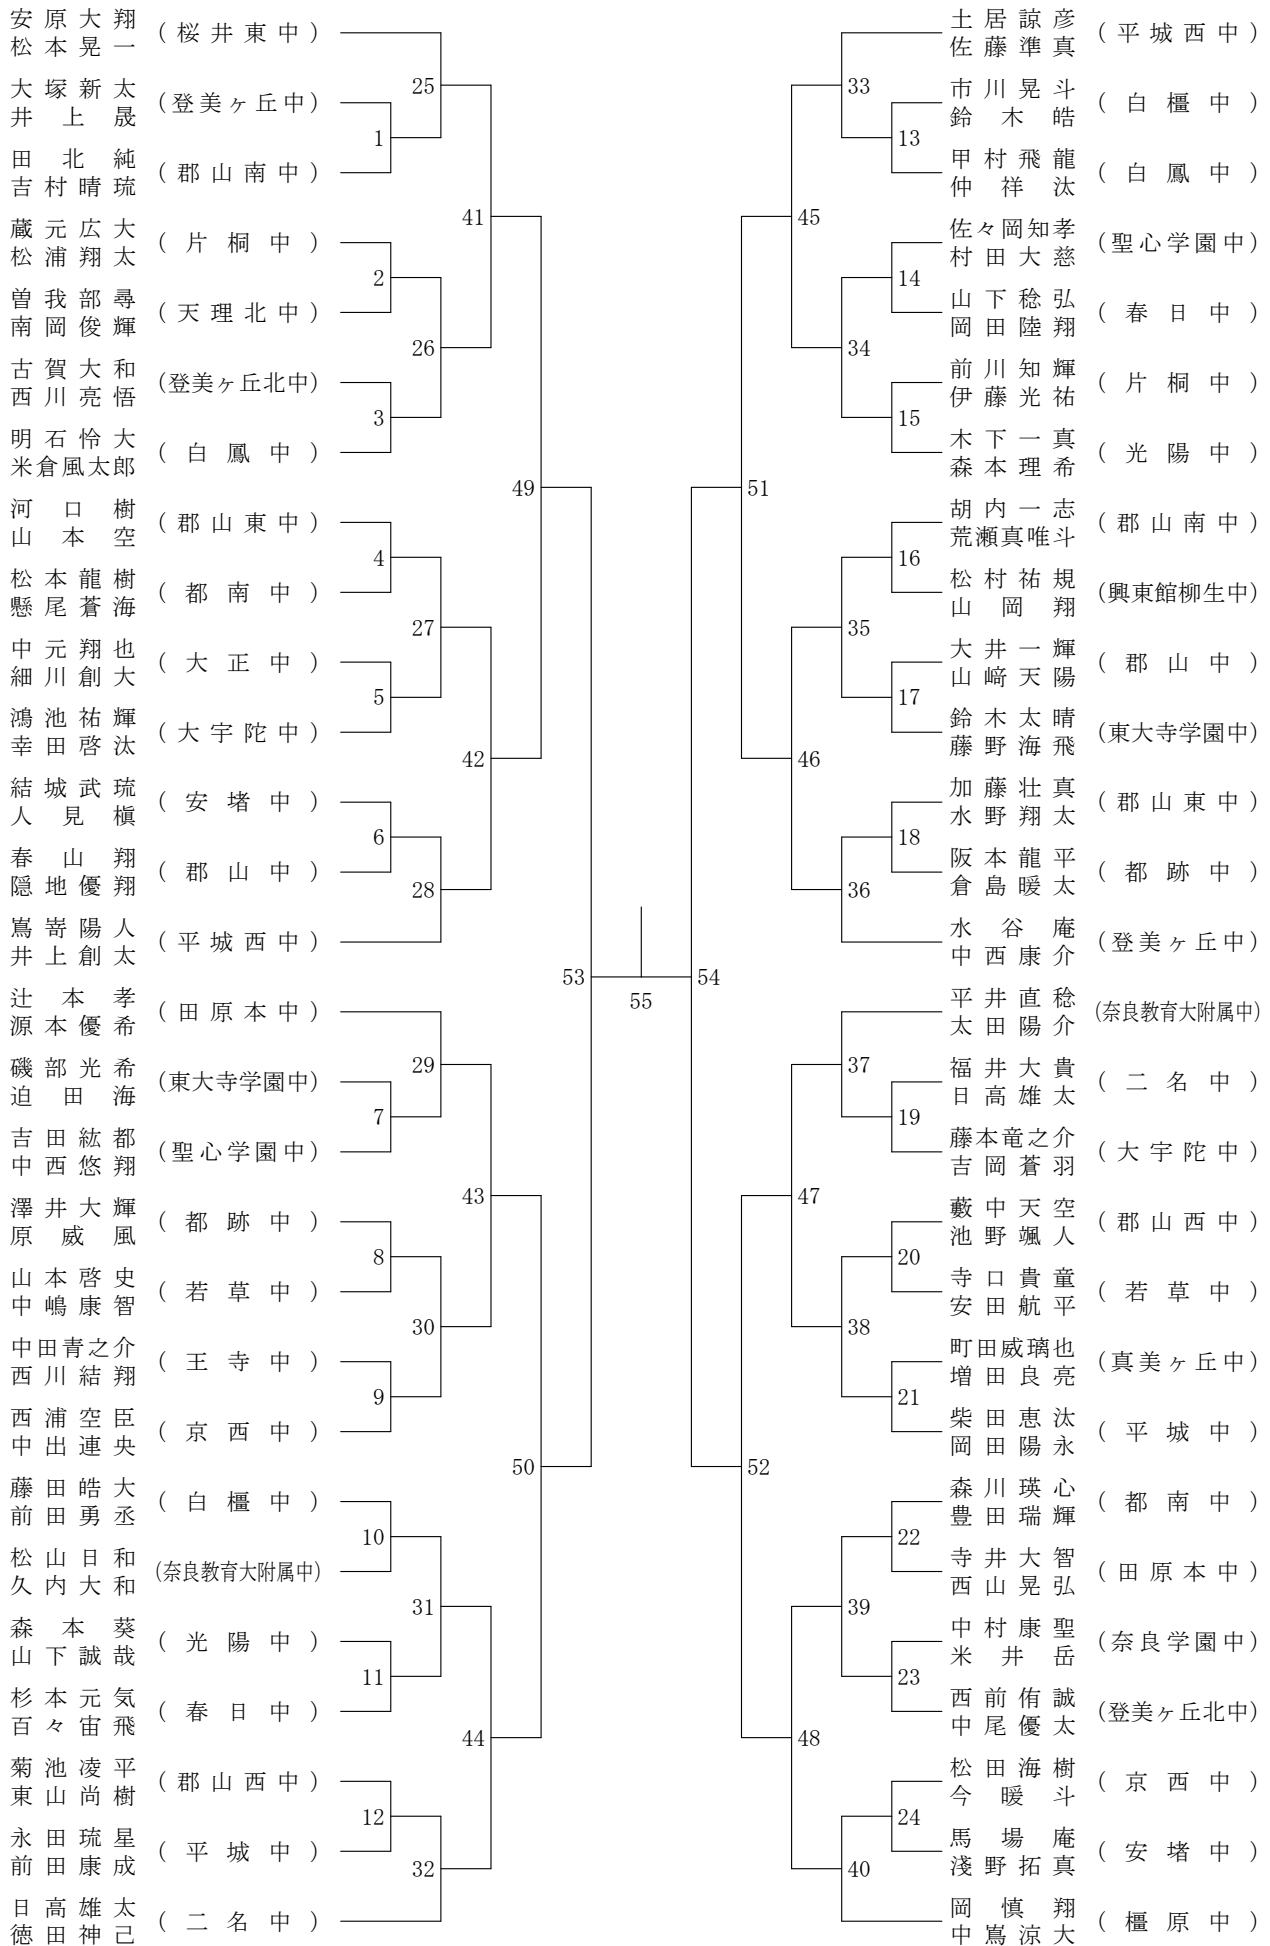 安原大翔
松本晃一
(桜井東中)
大塚新太
井上晟
(登美ヶ丘中)
田北純
吉村晴琉
(郡山南中)
蔵元広大
松浦翔太
(片桐中)
曽我部尋
南岡俊輝
(天理北中)
古賀大和
西川亮悟
(登美ヶ丘北中)
明石怜大
米倉風太郎
(白鳳中)
河口樹
山本空
(郡山東中)
松本龍樹
懸尾蒼海
(都南中)
中元翔也
細川創大
(大正中)
鴻池祐輝
幸田啓汰
(大宇陀中)
結城武琉
人見槇
(安堵中)
春山翔
隠地優翔
(郡山中)
嶌嵜陽人
井上創太
(平城西中)
辻本孝
源本優希
(田原本中)
磯部光希
迫田海
(東大寺学園中)
吉田紘都
中西悠翔
(聖心学園中)
澤井大輝
原威風
(都跡中)
山本啓史
中嶋康智
(若草中)
中田青之介
西川結翔
(王寺中)
西浦空臣
中出連央
(京西中)
藤田皓大
前田勇丞
(白橿中)
松山日和
久内大和
(奈良教育大附属中)
森本葵
山下誠哉
(光陽中)
杉本元気
百々宙飛
(春日中)
菊池凌平
東山尚樹
(郡山西中)
永田琉星
前田康成
(平城中)
日高雄太
徳田神己
(二名中)
25
1
41
2
26
3
49
4
27
5
42
6
28
53
29
7
43
8
30
9
50
10
31
11
44
12
32
55
54
33
13
45
14
34
15
51
16
35
17
46
18
36
37
19
47
20
38
21
52
22
39
23
48
24
40
土居諒彦
佐藤準真
(平城西中)
市川晃斗
鈴木皓
(白橿中)
甲村飛龍
仲祥汰
(白鳳中)
佐々岡知孝
村田大慈
(聖心学園中)
山下稔弘
岡田陸翔
(春日中)
前川知輝
伊藤光祐
(片桐中)
木下一真
森本理希
(光陽中)
胡内一志
荒瀬真唯斗
(郡山南中)
松村祐規
山岡翔
(興東館柳生中)
大井一輝
山﨑天陽
(郡山中)
鈴木太晴
藤野海飛
(東大寺学園中)
加藤壮真
水野翔太
(郡山東中)
阪本龍平
倉島暖太
(都跡中)
水谷庵
中西康介
(登美ヶ丘中)
平井直稔
太田陽介
(奈良教育大附属中)
福井大貴
日高雄太
(二名中)
藤本竜之介
吉岡蒼羽
(大宇陀中)
藪中天空
池野颯人
(郡山西中)
寺口貴童
安田航平
(若草中)
町田威璃也
増田良亮
(真美ヶ丘中)
柴田恵汰
岡田陽永
(平城中)
森川瑛心
豊田瑞輝
(都南中)
寺井大智
西山晃弘
(田原本中)
中村康聖
米井岳
(奈良学園中)
西前侑誠
中尾優太
(登美ヶ丘北中)
松田海樹
今暖斗
(京西中)
馬場庵
淺野拓真
(安堵中)
岡慎翔
中嶌涼大
(橿原中)